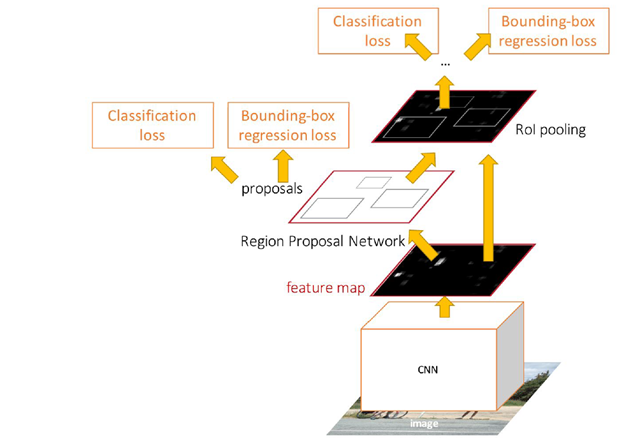 Classification
loss
Bounding-box
regression loss
...
Classification
loss
Bounding-box
regression loss
RoI pooling
proposals
Region Proposal Network
feature map
CNN
image